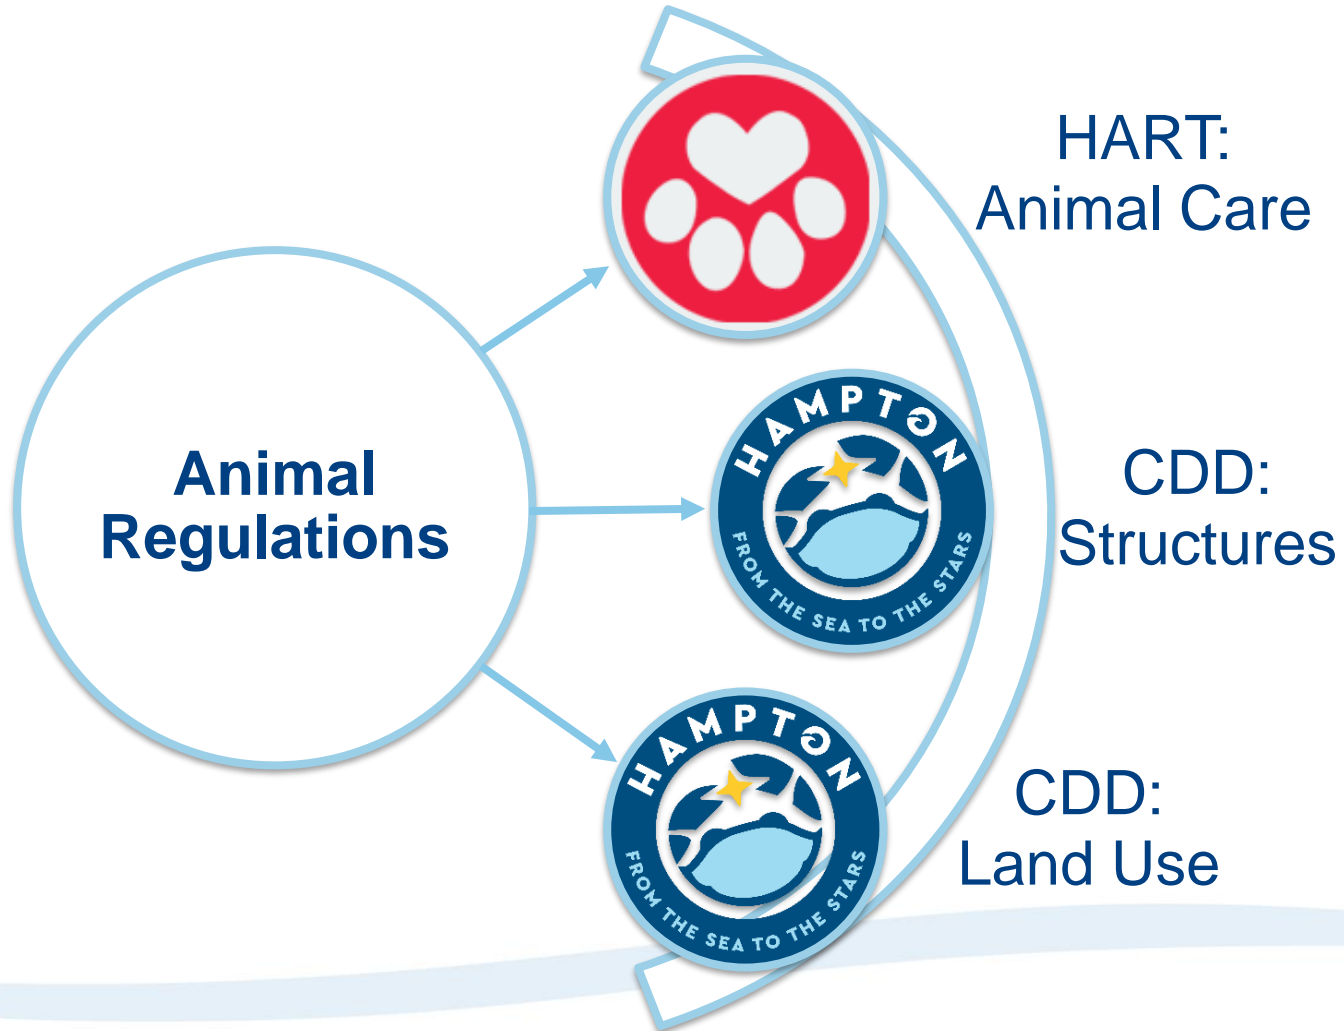 HART:
Animal Care
Animal
Regulations
HAMPTON
FROM THE SEA TO THE STARS
CDD:
Structures
HAMPTON
FROM THE SEA TO THE STARS
CDD:
Land Use